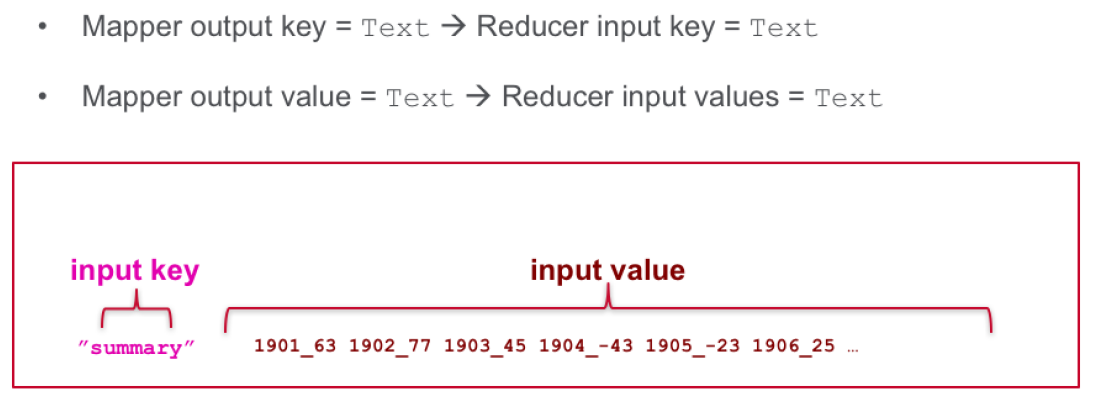 • Mapper output key = Text → Reducer input key = Text
• Mapper output value = Text → Reducer input values = Text
input key input value
”summary” 1901_63 1902_77 1903_45 1904_-43 1905_-23 1906_25 …